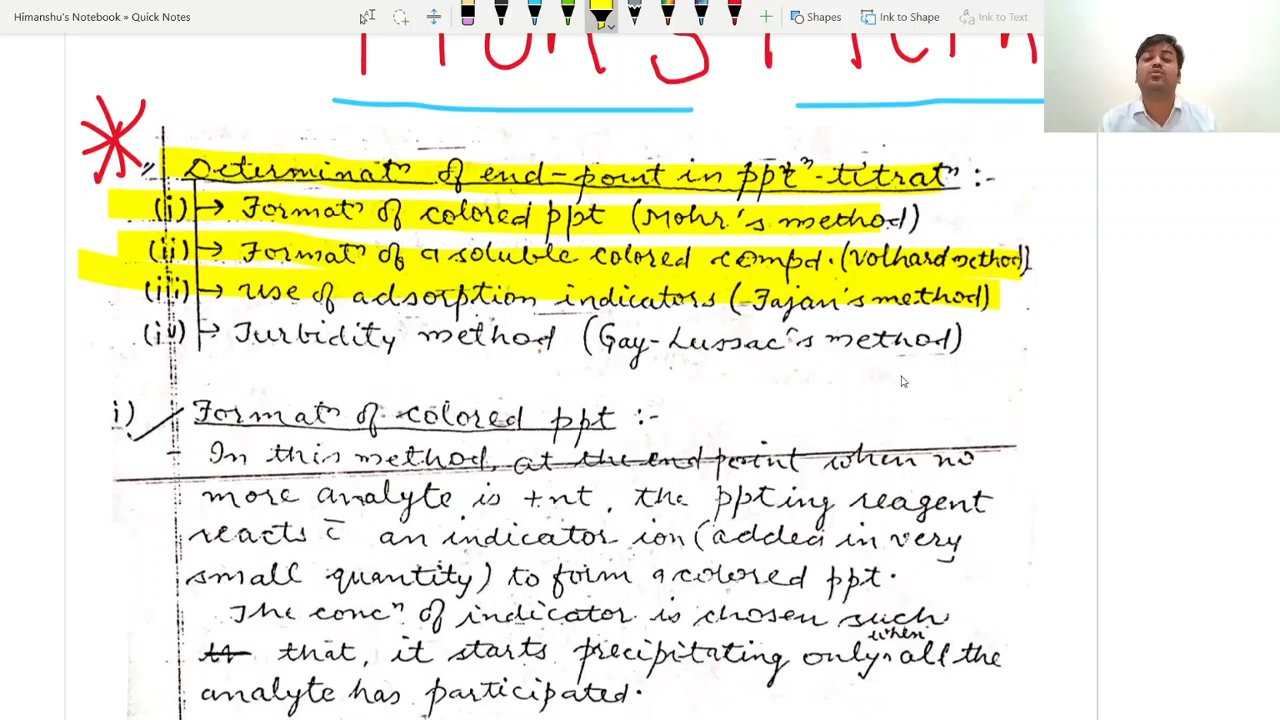 Himanshu's Notebook » Quick Notes
Shapes
Ink to Shape
Ink to Text
" Determinatⁿ of end-point in pptⁿ-titratⁿ :-
(i) → Formatⁿ of colored ppt (Mohr's method)
(ii) → Formatⁿ of a soluble colored compd. (Volhard method)
(iii) → Use of adsorption indicators (Fajan's method)
(iv) → Turbidity method (Gay-Lussac's method)
i) Formatⁿ of colored ppt :-
- In this method, at the end point when no
more analyte is +nt, the ppting reagent
reacts c̄ an indicator ion (added in very
small quantity) to form a colored ppt.
The concⁿ of indicator is chosen such
when
that, it starts precipitating only all the
analyte has participated.